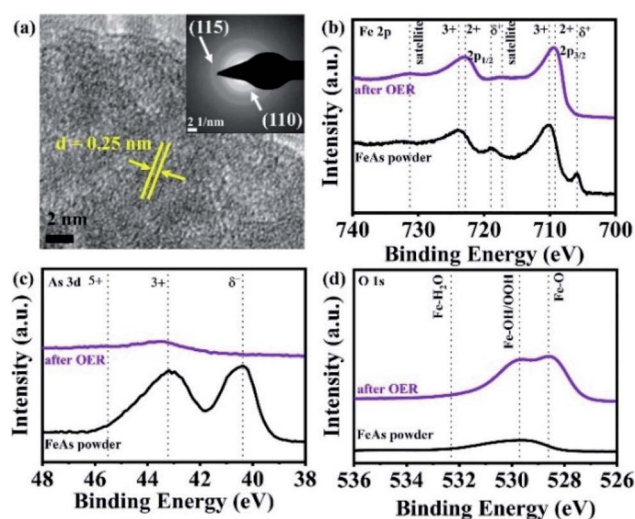 (a)
(115)
(110)
2 1/nm
d = 0.25 nm
2 nm
(b)
Fe 2p
satellite
3+
2+
δ+
2p1/2
satellite
3+
2+
δ+
2p3/2
after OER
FeAs powder
Intensity (a.u.)
740 730 720 710 700
Binding Energy (eV)
(c)
As 3d
5+
3+
δ-
after OER
FeAs powder
Intensity (a.u.)
48 46 44 42 40 38
Binding Energy (eV)
(d)
O 1s
Fe-H2O
Fe-OH/OOH
Fe-O
after OER
FeAs powder
Intensity (a.u.)
536 534 532 530 528 526
Binding Energy (eV)